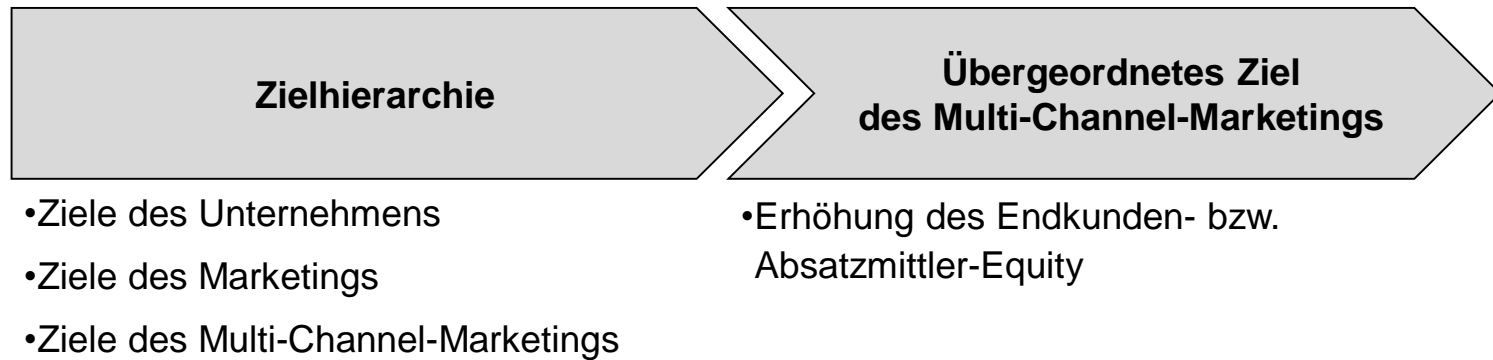 Zielhierarchie
Übergeordnetes Ziel
des Multi-Channel-Marketings
•Ziele des Unternehmens
•Ziele des Marketings
•Ziele des Multi-Channel-Marketings
•Erhöhung des Endkunden- bzw.
Absatzmittler-Equity